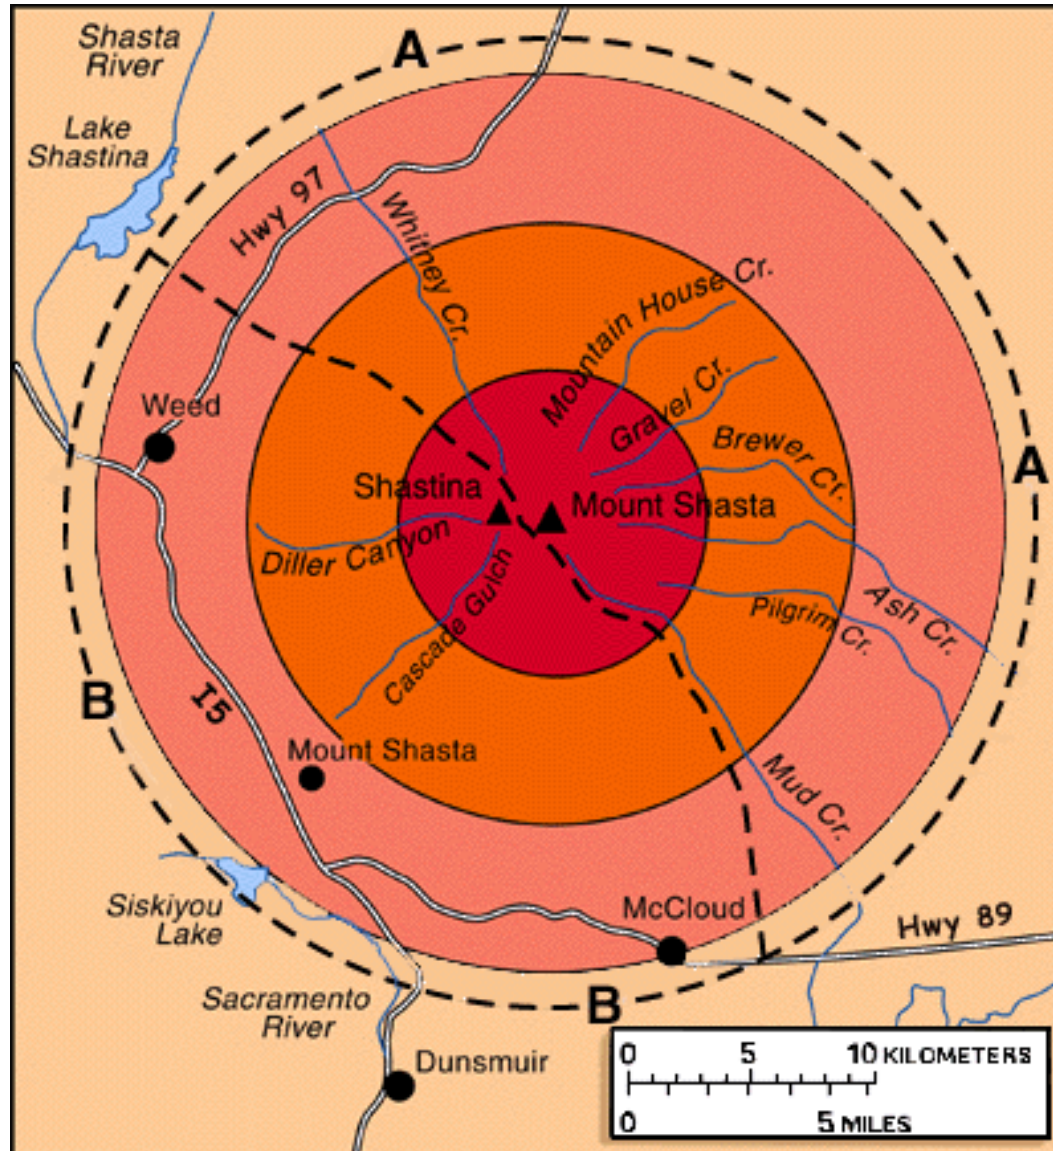 Shasta
River
A
Lake
Shastina
Hwy 97
Whitney Cr.
Mountain House Cr.
Gravel Cr.
Weed
Brewer Cr.
A
Shastina
Mount Shasta
Diller Canyon
Cascade Gulch
Pilgrim Cr.
Ash Cr.
B
I5
Mount Shasta
Mud Cr.
Siskiyou
Lake
McCloud
Hwy 89
Sacramento
River
B
Dunsmuir
0 5 10 KILOMETERS
0 5 MILES